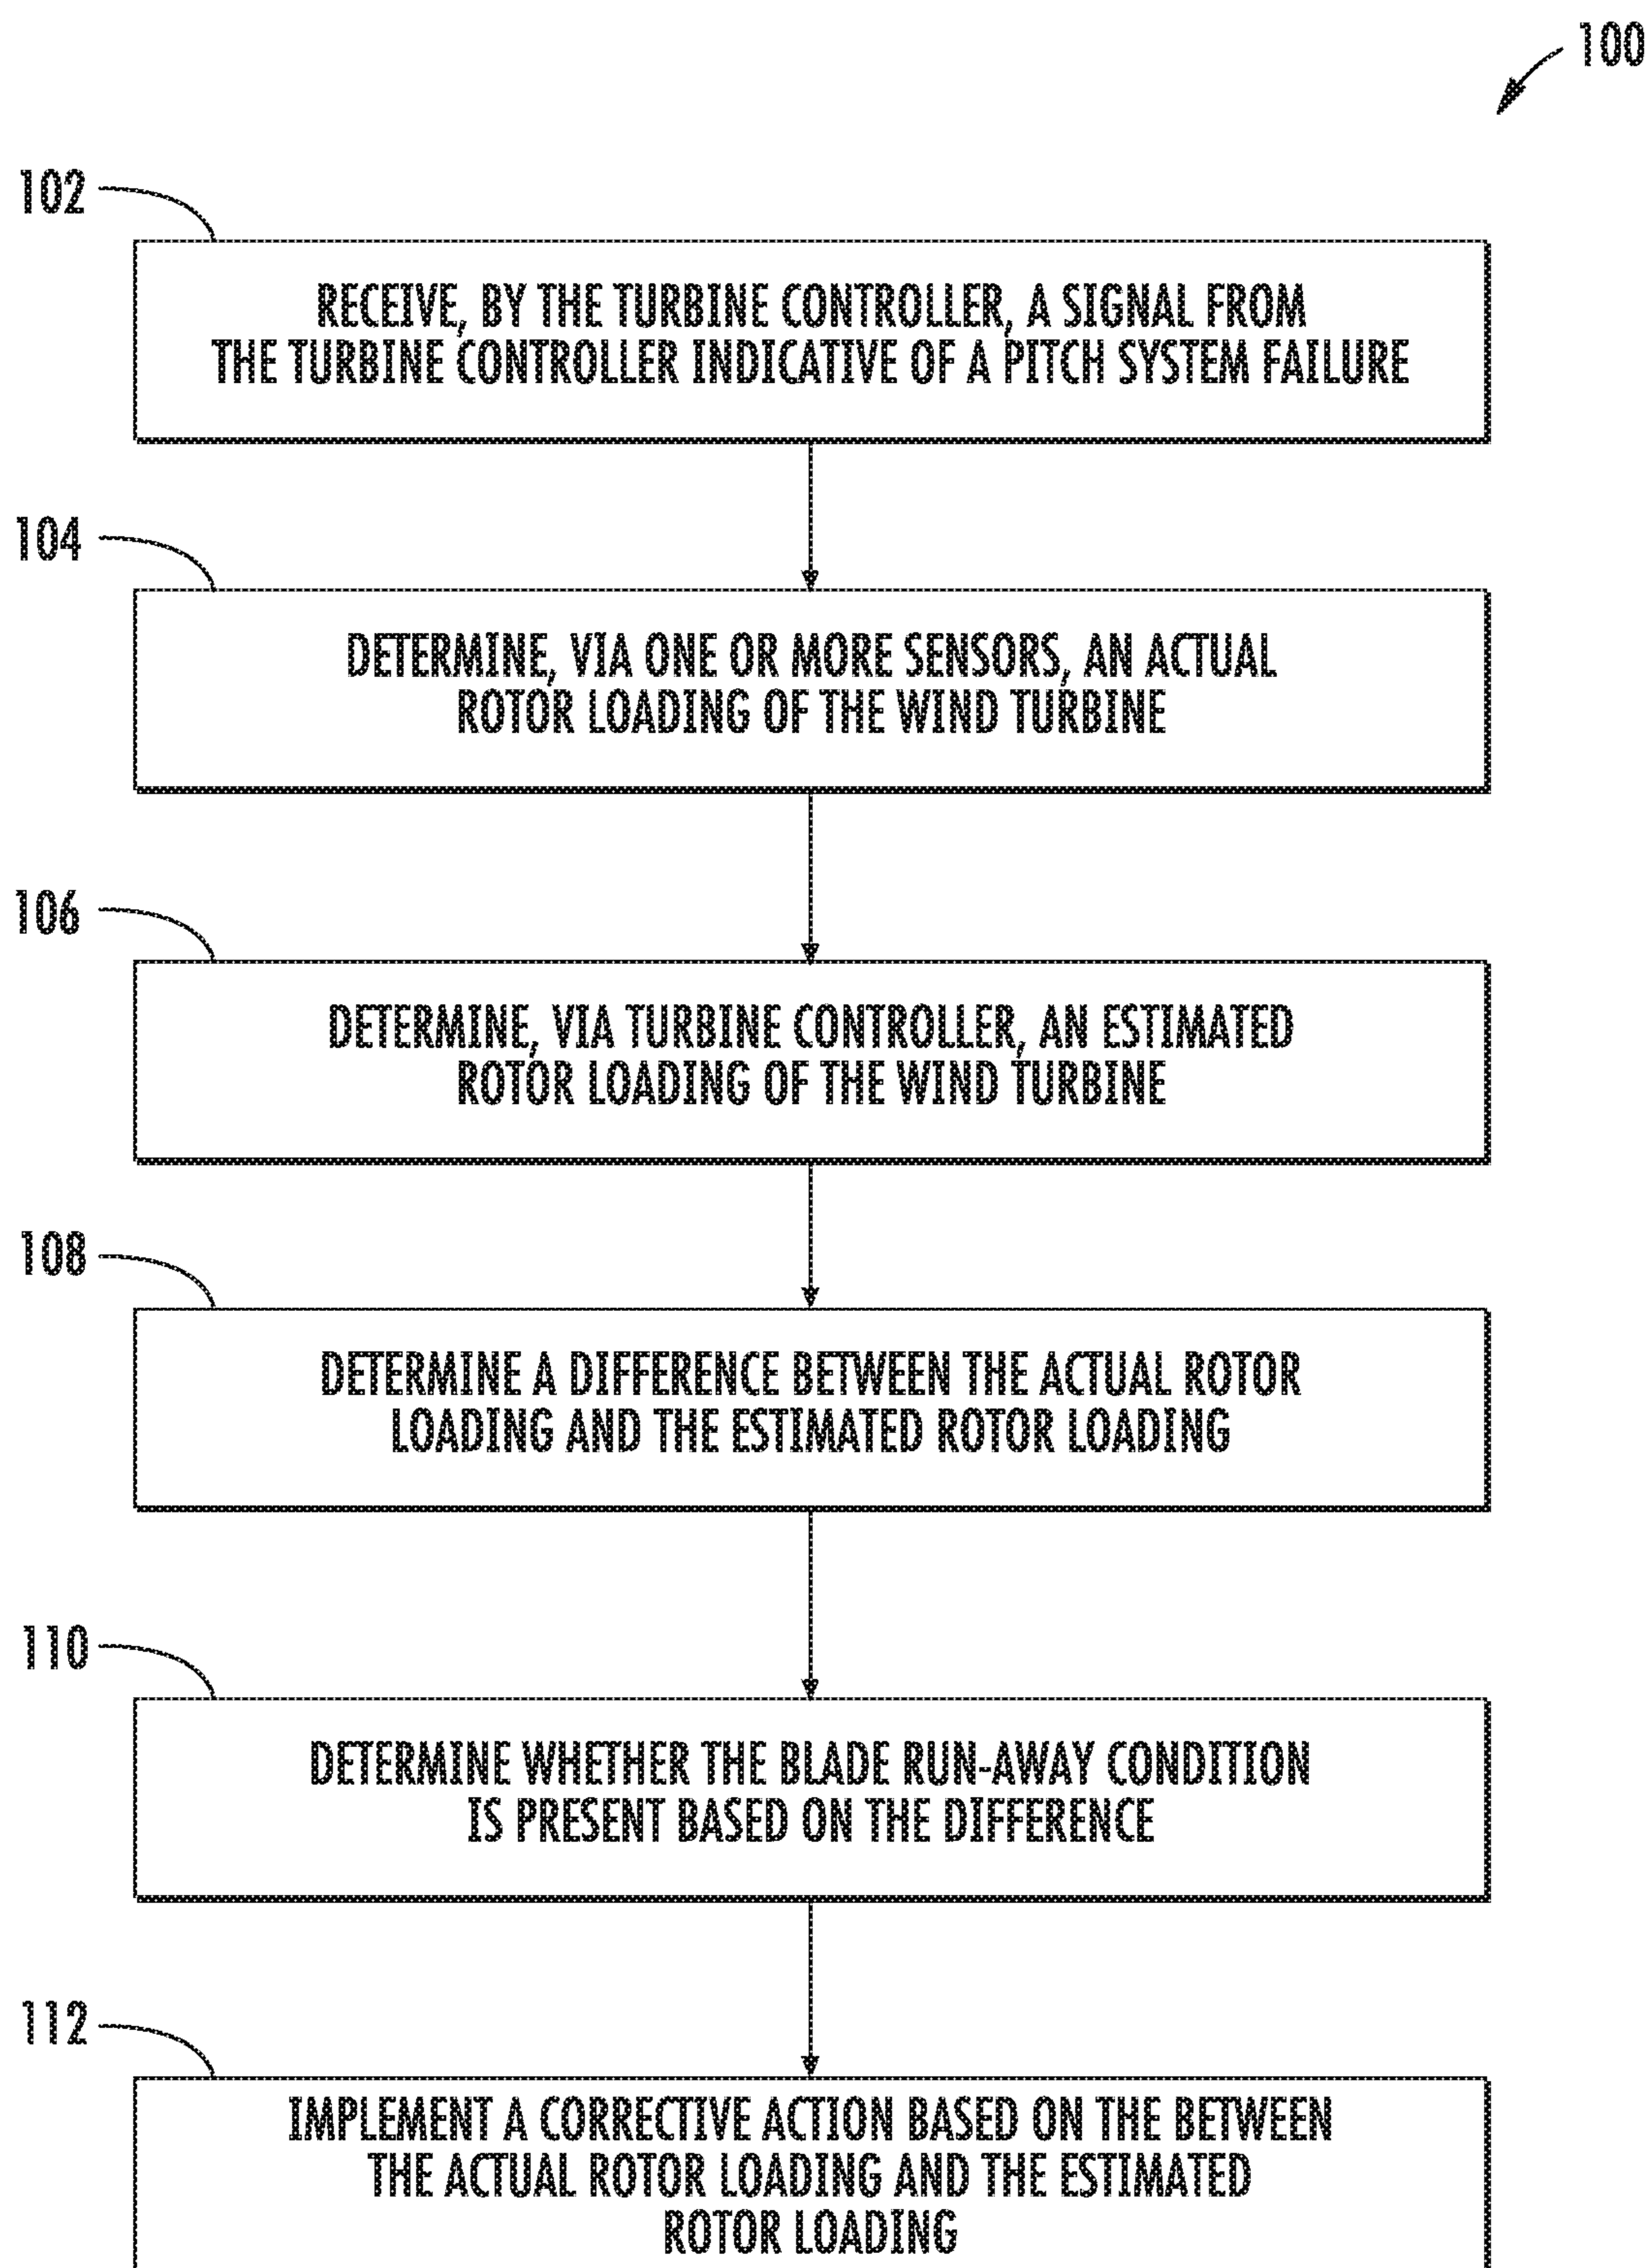 100
102
RECEIVE, BY THE TURBINE CONTROLLER, A SIGNAL FROM
THE TURBINE CONTROLLER INDICATIVE OF A PITCH SYSTEM FAILURE
104
DETERMINE, VIA ONE OR MORE SENSORS, AN ACTUAL
ROTOR LOADING OF THE WIND TURBINE
106
DETERMINE, VIA TURBINE CONTROLLER, AN ESTIMATED
ROTOR LOADING OF THE WIND TURBINE
108
DETERMINE A DIFFERENCE BETWEEN THE ACTUAL ROTOR
LOADING AND THE ESTIMATED ROTOR LOADING
110
DETERMINE WHETHER THE BLADE RUN-AWAY CONDITION
IS PRESENT BASED ON THE DIFFERENCE
112
IMPLEMENT A CORRECTIVE ACTION BASED ON THE BETWEEN
THE ACTUAL ROTOR LOADING AND THE ESTIMATED
ROTOR LOADING